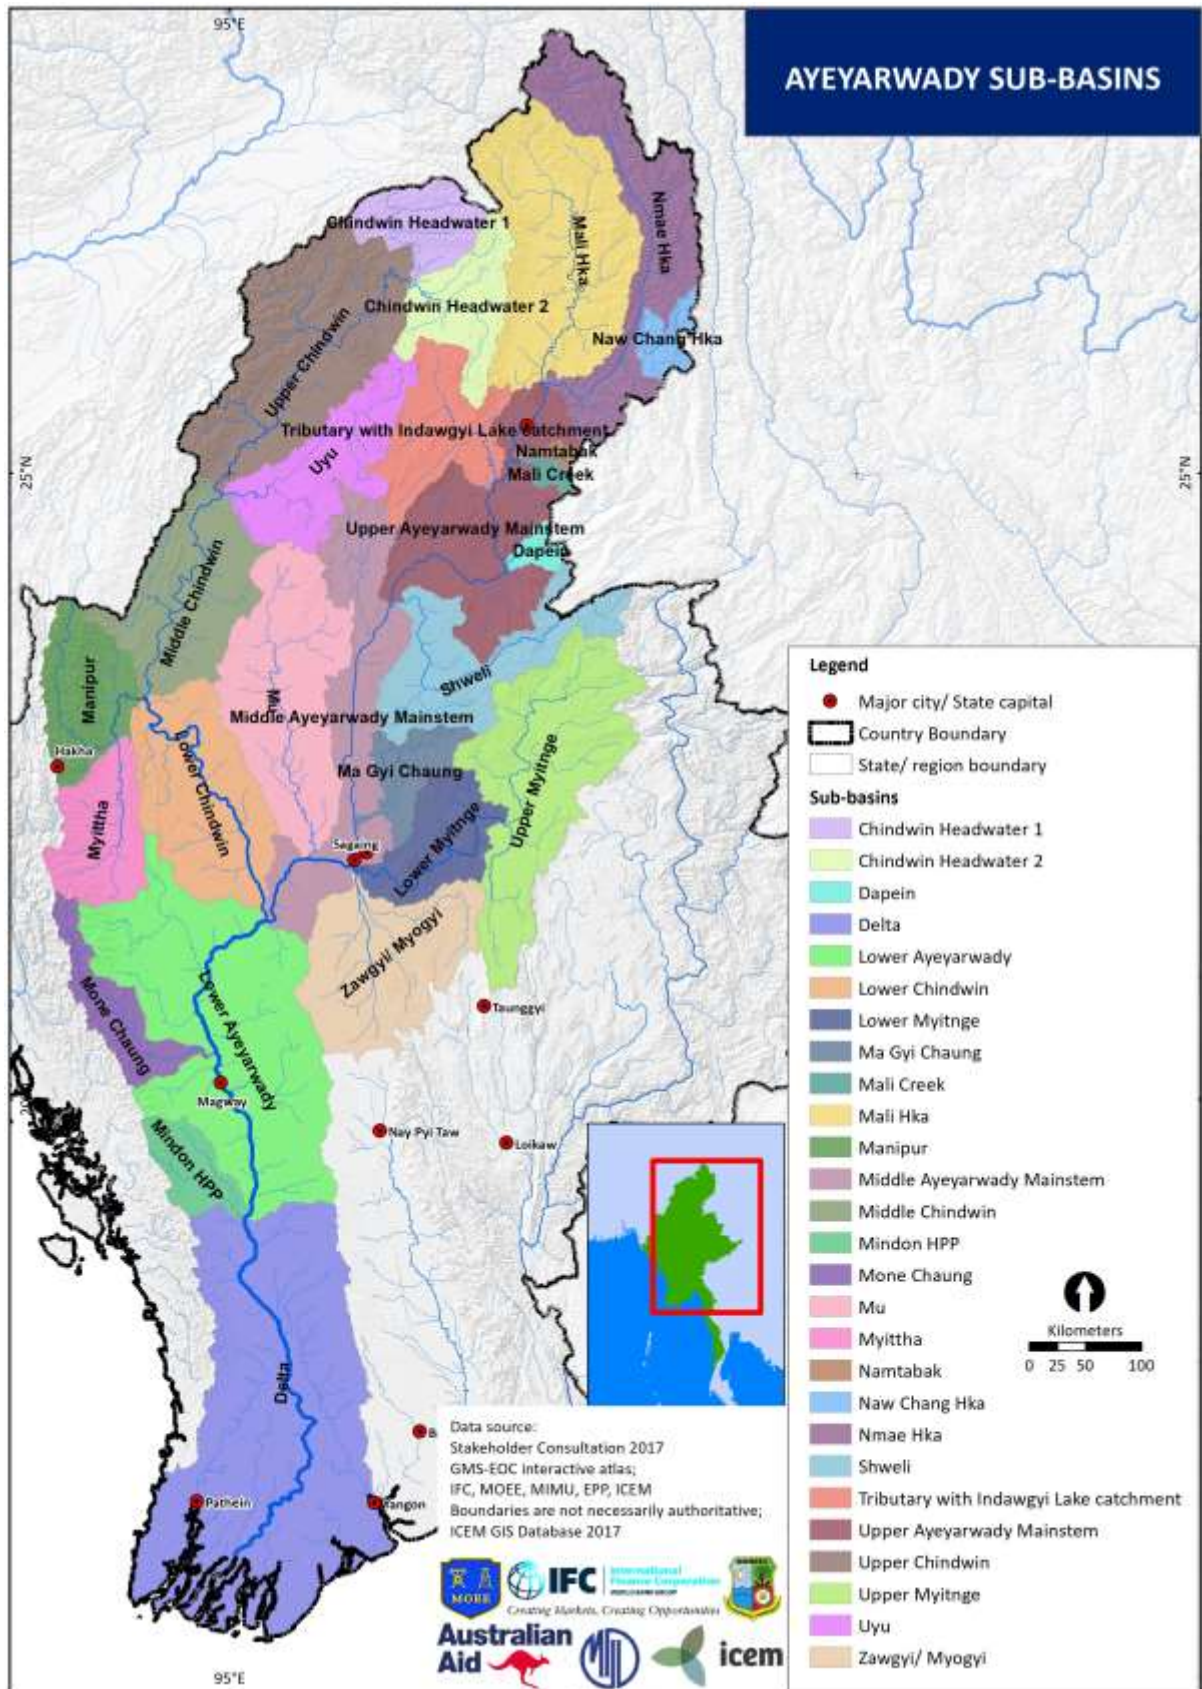 95°E
AYEYARWADY SUB-BASINS
Chindwin Headwater 1
Mali Hka
Nmae Hka
Chindwin Headwater 2
Naw Chang Hka
Upper Chindwin
Tributary with Indawgyi Lake catchment
Namtabak
Uyu
Mali Creek
25°N
25°N
Upper Ayeyarwady Mainstem
Dapein
Middle Chindwin
Manipur
Shweli
Mu
Middle Ayeyarwady Mainstem
Hakha
Lower Chindwin
Ma Gyi Chaung
Upper Myitnge
Myittha
Sagaing
Lower Myitnge
Zawgyi/ Myogyi
Mone Chaung
Lower Ayeyarwady
Taunggyi
Magway
Nay Pyi Taw
Loikaw
Mindon HPP
Delta
B
Pathein
Yangon
95°E
Legend
Major city/ State capital
Country Boundary
State/ region boundary
Sub-basins
Chindwin Headwater 1
Chindwin Headwater 2
Dapein
Delta
Lower Ayeyarwady
Lower Chindwin
Lower Myitnge
Ma Gyi Chaung
Mali Creek
Mali Hka
Manipur
Middle Ayeyarwady Mainstem
Middle Chindwin
Mindon HPP
Mone Chaung
Mu
Myittha
Namtabak
Naw Chang Hka
Nmae Hka
Shweli
Tributary with Indawgyi Lake catchment
Upper Ayeyarwady Mainstem
Upper Chindwin
Upper Myitnge
Uyu
Zawgyi/ Myogyi
Kilometers
0 25 50 100
Data source:
Stakeholder Consultation 2017
GMS-EOC interactive atlas;
IFC, MOEE, MIMU, EPP, ICEM
Boundaries are not necessarily authoritative;
ICEM GIS Database 2017
MOEE
IFC
International
Finance Corporation
WORLD BANK GROUP
Creating Markets, Creating Opportunities
Australian
Aid
icem